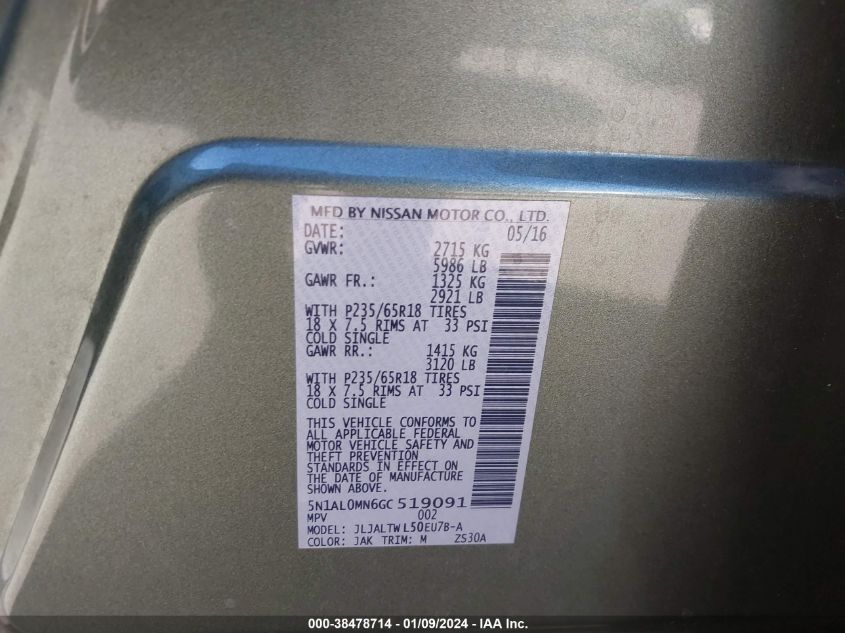 MFD BY NISSAN MOTOR CO., LTD.
DATE: 05/16
GVWR: 2715 KG
5986 LB
GAWR FR.: 1325 KG
2921 LB
WITH P235/65R18 TIRES
18 X 7.5 RIMS AT 33 PSI
COLD SINGLE
GAWR RR.: 1415 KG
3120 LB
WITH P235/65R18 TIRES
18 X 7.5 RIMS AT 33 PSI
COLD SINGLE
THIS VEHICLE CONFORMS TO
ALL APPLICABLE FEDERAL
MOTOR VEHICLE SAFETY AND
THEFT PREVENTION
STANDARDS IN EFFECT ON
THE DATE OF MANUFACTURE
SHOWN ABOVE.
5N1AL0MN6GC519091
MPV 002
MODEL: JLJALTWL50EU7B-A
COLOR: JAK TRIM: M ZS30A
000-38478714 - 01/09/2024 - IAA Inc.